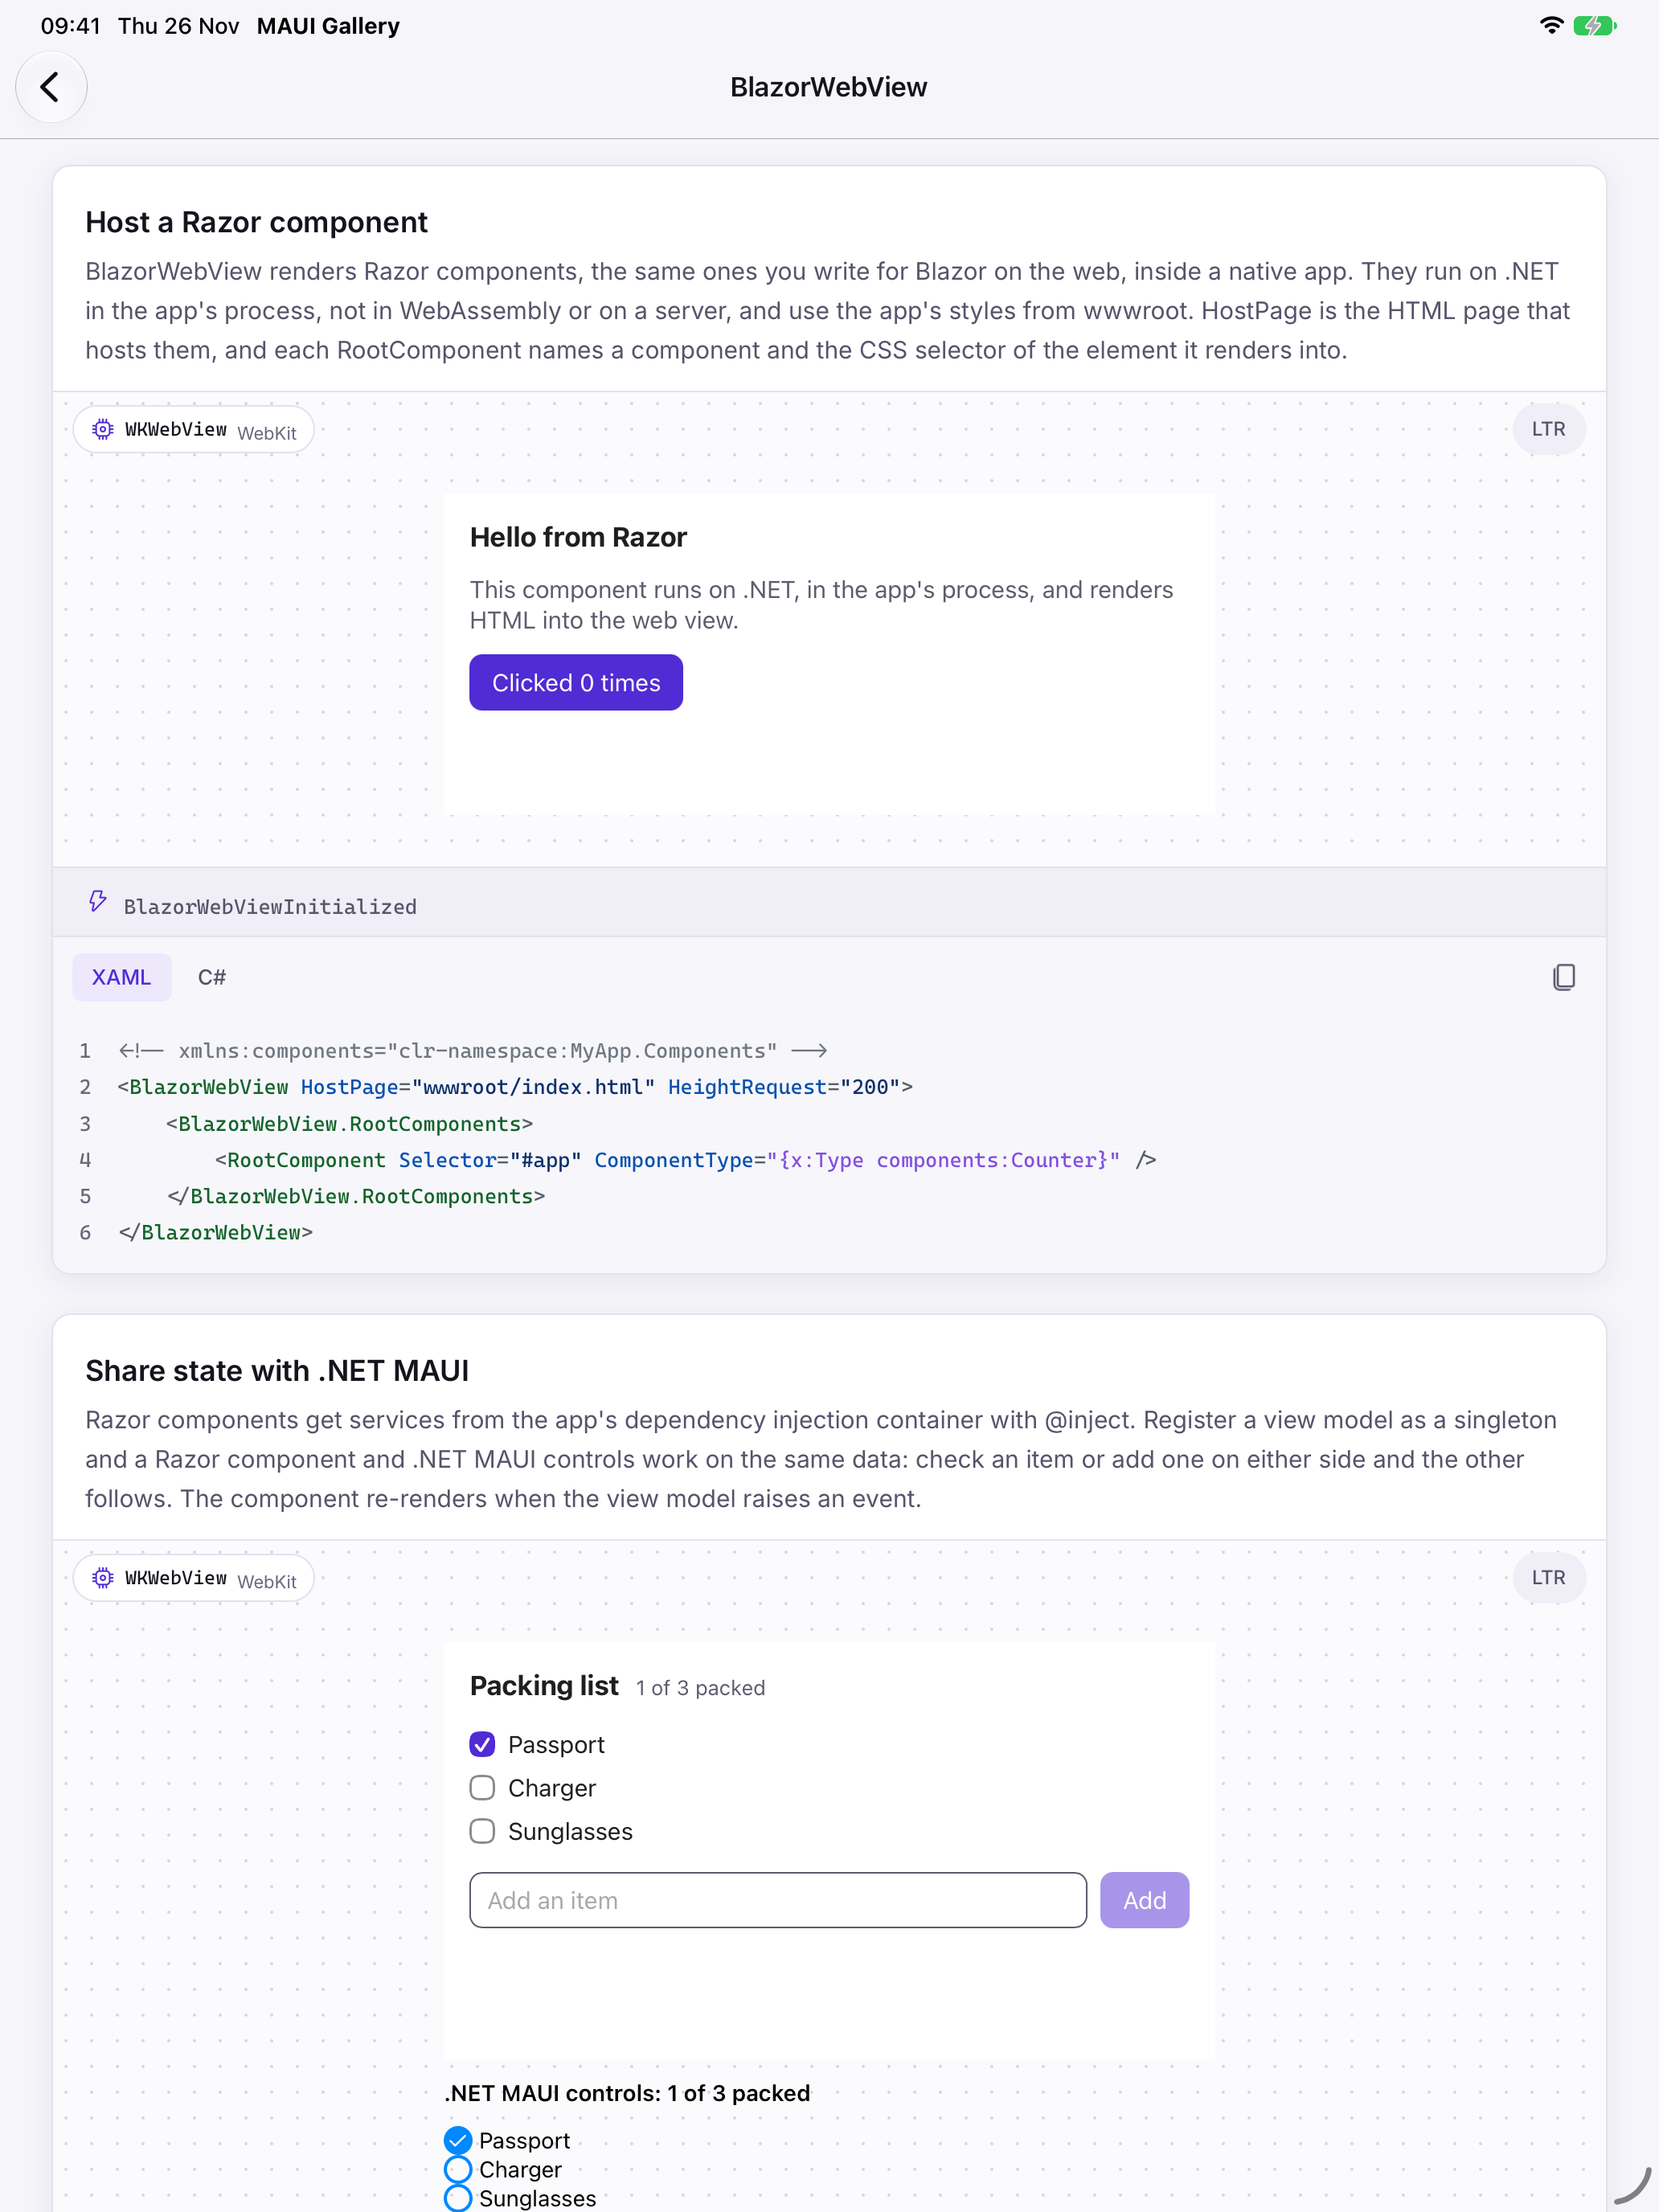 09:41 Thu 26 Nov MAUI Gallery
BlazorWebView
Host a Razor component
BlazorWebView renders Razor components, the same ones you write for Blazor on the web, inside a native app. They run on .NET
in the app's process, not in WebAssembly or on a server, and use the app's styles from wwwroot. HostPage is the HTML page that
hosts them, and each RootComponent names a component and the CSS selector of the element it renders into.
WKWebView WebKit
LTR
Hello from Razor
This component runs on .NET, in the app's process, and renders
HTML into the web view.
Clicked 0 times
BlazorWebViewInitialized
XAML C#
1 <!-- xmlns:components="clr-namespace:MyApp.Components" -->
2 <BlazorWebView HostPage="wwwroot/index.html" HeightRequest="200">
3 <BlazorWebView.RootComponents>
4 <RootComponent Selector="#app" ComponentType="{x:Type components:Counter}" />
5 </BlazorWebView.RootComponents>
6 </BlazorWebView>
Share state with .NET MAUI
Razor components get services from the app's dependency injection container with @inject. Register a view model as a singleton
and a Razor component and .NET MAUI controls work on the same data: check an item or add one on either side and the other
follows. The component re-renders when the view model raises an event.
WKWebView WebKit
LTR
Packing list 1 of 3 packed
Passport
Charger
Sunglasses
Add an item
Add
.NET MAUI controls: 1 of 3 packed
Passport
Charger
Sunglasses